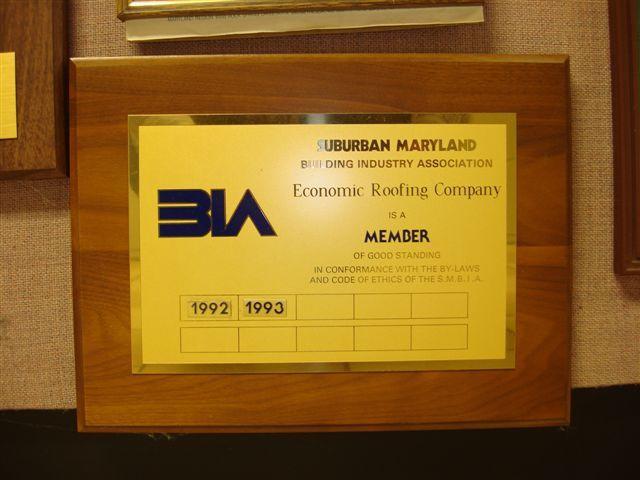 SUBURBAN MARYLAND
BUILDING INDUSTRY ASSOCIATION
Economic Roofing Company
IS A
BIA
MEMBER
OF GOOD STANDING
IN CONFORMANCE WITH THE BY-LAWS
AND CODE OF ETHICS OF THE S.M.B.I.A.
1992 1993